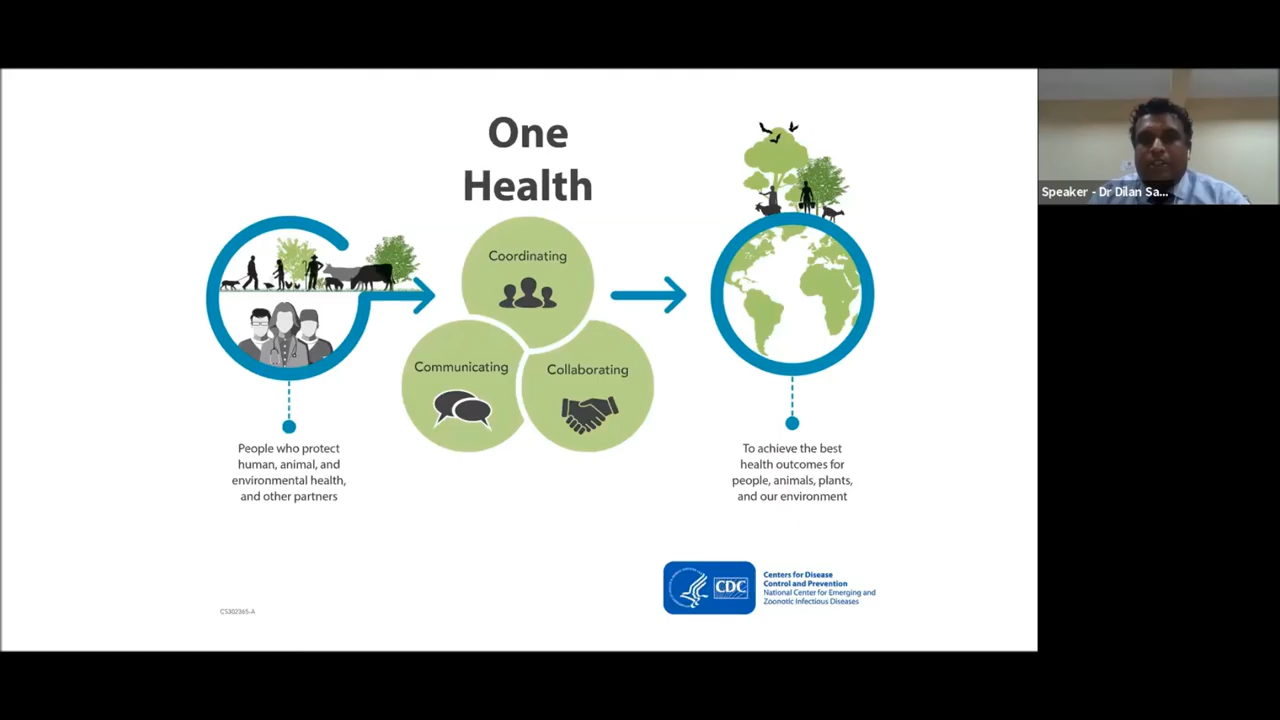 One
Health
Coordinating
Communicating
Collaborating
People who protect
human, animal, and
environmental health,
and other partners
To achieve the best
health outcomes for
people, animals, plants,
and our environment
CDC
Centers for Disease
Control and Prevention
National Center for Emerging and
Zoonotic Infectious Diseases
CS302365-A
Speaker - Dr Dilan Sa...